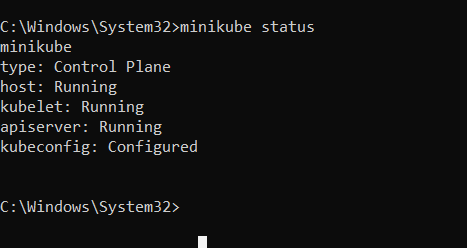 C:\Windows\System32>minikube status
minikube
type: Control Plane
host: Running
kubelet: Running
apiserver: Running
kubeconfig: Configured
C:\Windows\System32>